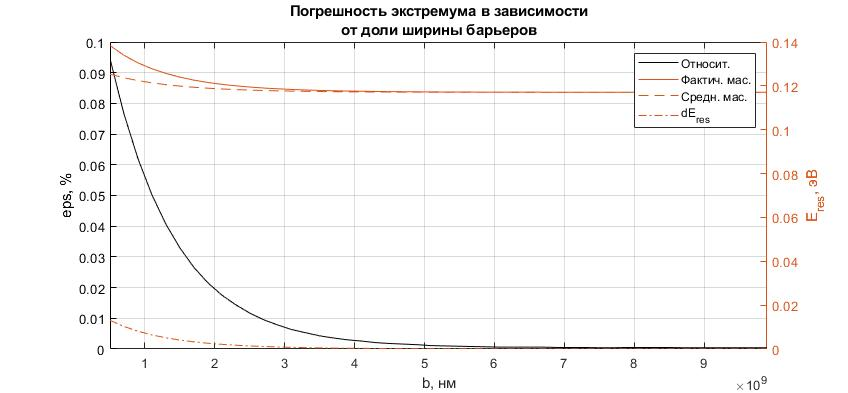 Погрешность экстремума в зависимости
от доли ширины барьеров
0.1
0.09
0.08
0.07
0.06
0.05
0.04
0.03
0.02
0.01
0
eps, %
Относит.
Фактич. мас.
Средн. мас.
dE_res
0.14
0.12
0.1
0.08
0.06
0.04
0.02
0
E_res, эВ
1 2 3 4 5 6 7 8 9
b, нм
×10^9